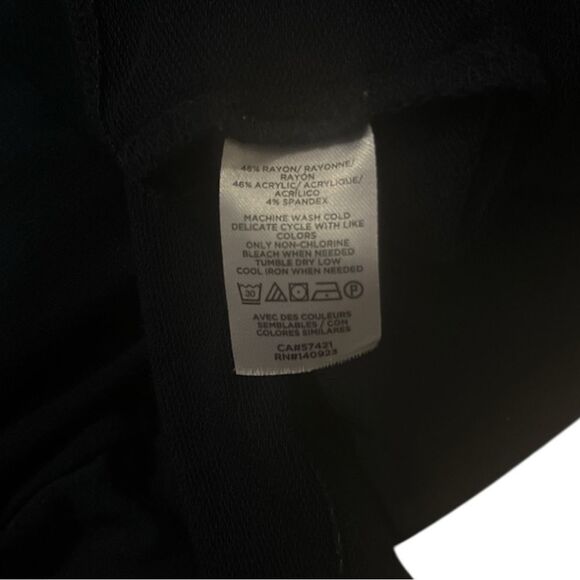 46% RAYON/ RAYONNE/
RAYON
46% ACRYLIC/ ACRYLIQUE/
ACRÍLICO
4% SPANDEX
MACHINE WASH COLD
DELICATE CYCLE WITH LIKE
COLORS
ONLY NON-CHLORINE
BLEACH WHEN NEEDED
TUMBLE DRY LOW
COOL IRON WHEN NEEDED
30 P
AVEC DES COULEURS
SEMBLABLES / CON
COLORES SIMILARES
CA#57421
RN#140923